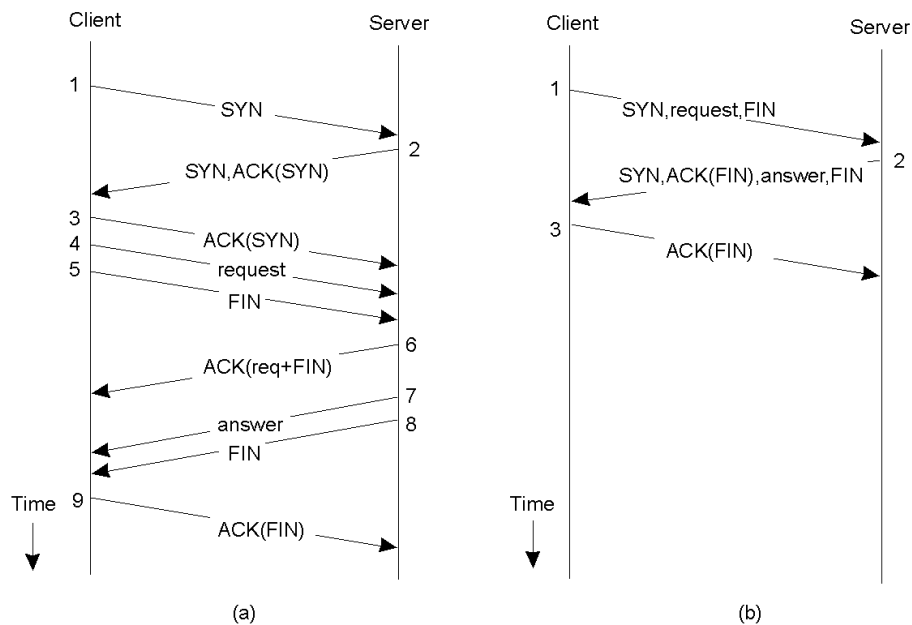 Client
Server
1
SYN
2
SYN,ACK(SYN)
3
ACK(SYN)
4
request
5
FIN
6
ACK(req+FIN)
7
answer
8
FIN
9
Time
ACK(FIN)
(a)
Client
Server
1
SYN,request,FIN
2
SYN,ACK(FIN),answer,FIN
3
ACK(FIN)
Time
(b)